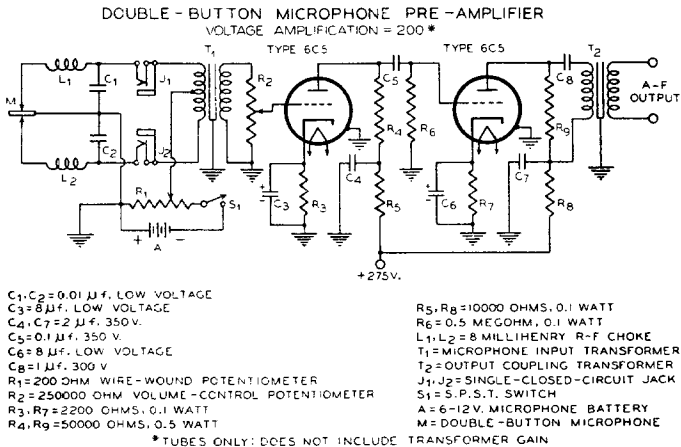 DOUBLE-BUTTON MICROPHONE PRE-AMPLIFIER
VOLTAGE AMPLIFICATION = 200*
TYPE 6C5
TYPE 6C5
T1
T2
L1
C1
J1
R2
C5
C8
M
R4
R6
R9
A-F
OUTPUT
C2
J2
L2
R1
S1
C4
C7
+
C3
-
R3
R5
+
C6
-
R7
R8
+ A -
+275V.
C1, C2 = 0.01 µf. LOW VOLTAGE
C3 = 8 µf. LOW VOLTAGE
C4, C7 = 2 µf. 350 V.
C5 = 0.1 µf. 350 V.
C6 = 8 µf. LOW VOLTAGE
C8 = 1 µf. 300 V
R1 = 200 OHM WIRE-WOUND POTENTIOMETER
R2 = 250000 OHM VOLUME-CONTROL POTENTIOMETER
R3, R7 = 2200 OHMS, 0.1 WATT
R4, R9 = 50000 OHMS, 0.5 WATT
R5, R8 = 10000 OHMS, 0.1 WATT
R6 = 0.5 MEGOHM, 0.1 WATT
L1, L2 = 8 MILLIHENRY R-F CHOKE
T1 = MICROPHONE INPUT TRANSFORMER
T2 = OUTPUT COUPLING TRANSFORMER
J1, J2 = SINGLE-CLOSED-CIRCUIT JACK
S1 = S.P.S.T. SWITCH
A = 6-12 V. MICROPHONE BATTERY
M = DOUBLE-BUTTON MICROPHONE
* TUBES ONLY: DOES NOT INCLUDE TRANSFORMER GAIN